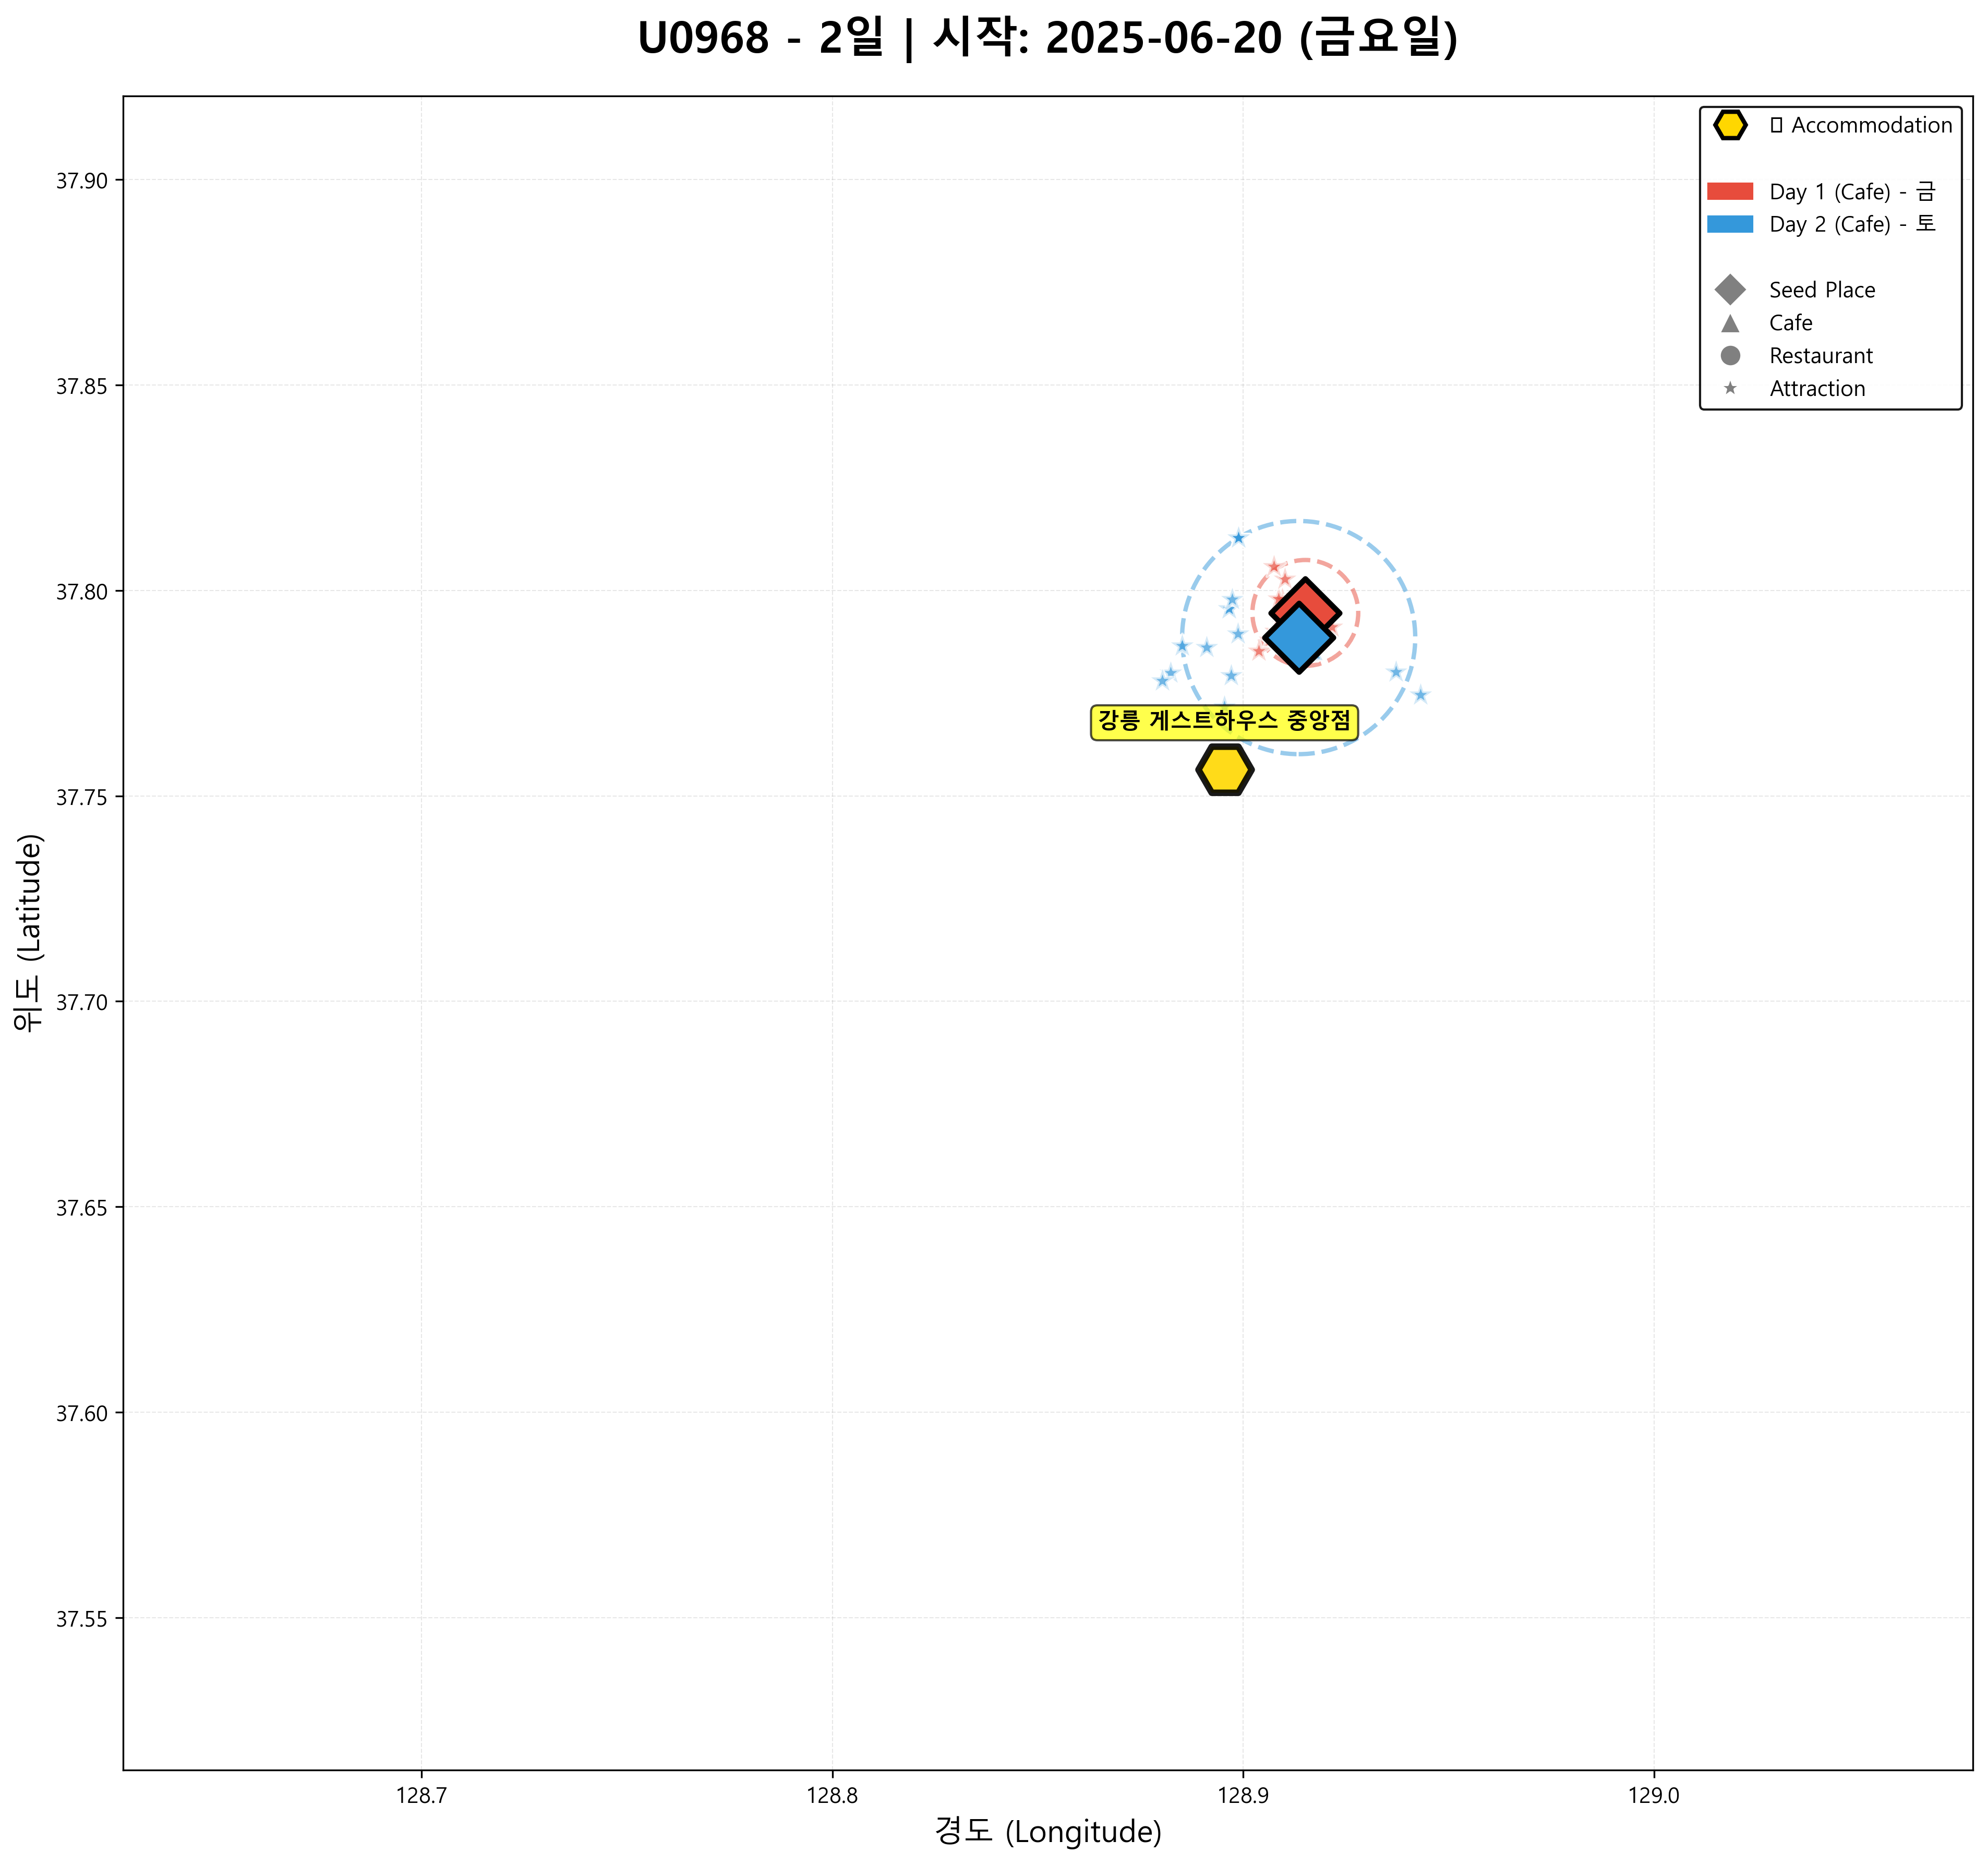 U0968 - 2일 | 시작: 2025-06-20 (금요일)
Accommodation
Day 1 (Cafe) - 금
Day 2 (Cafe) - 토
Seed Place
Cafe
Restaurant
Attraction
37.90
37.85
37.80
37.75
37.70
37.65
37.60
37.55
위도 (Latitude)
강릉 게스트하우스 중앙점
128.7
128.8
128.9
129.0
경도 (Longitude)